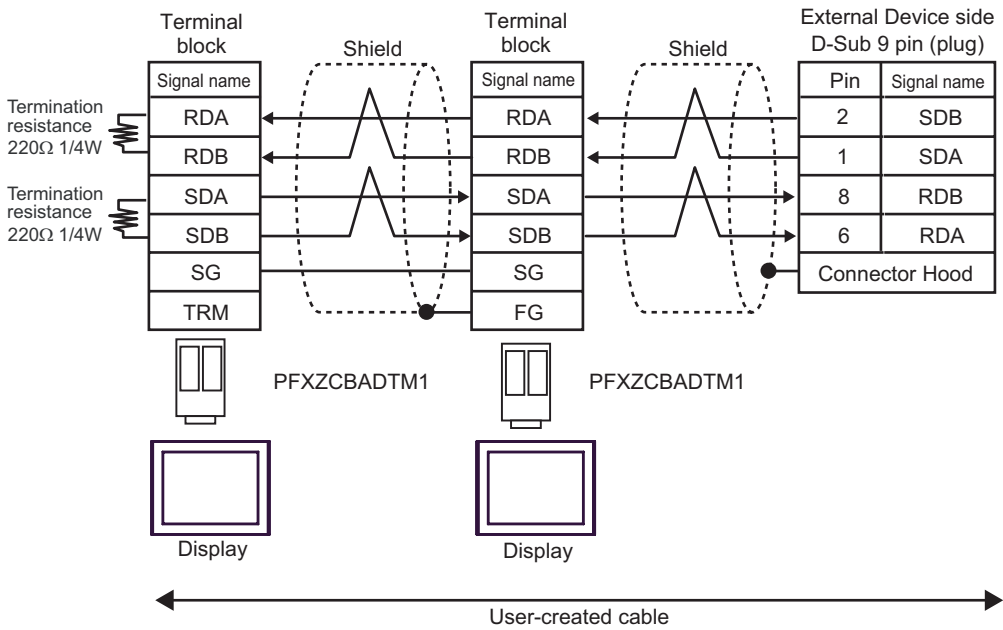 Terminal
block
Terminal
block
External Device side
D-Sub 9 pin (plug)
Shield
Shield
Signal name
Signal name
Pin
Signal name
Termination
resistance
220Ω 1/4W
RDA
RDA
2
SDB
RDB
RDB
1
SDA
Termination
resistance
220Ω 1/4W
SDA
SDA
8
RDB
SDB
SDB
6
RDA
SG
SG
Connector Hood
TRM
FG
PFXZCBADTM1
PFXZCBADTM1
Display
Display
User-created cable